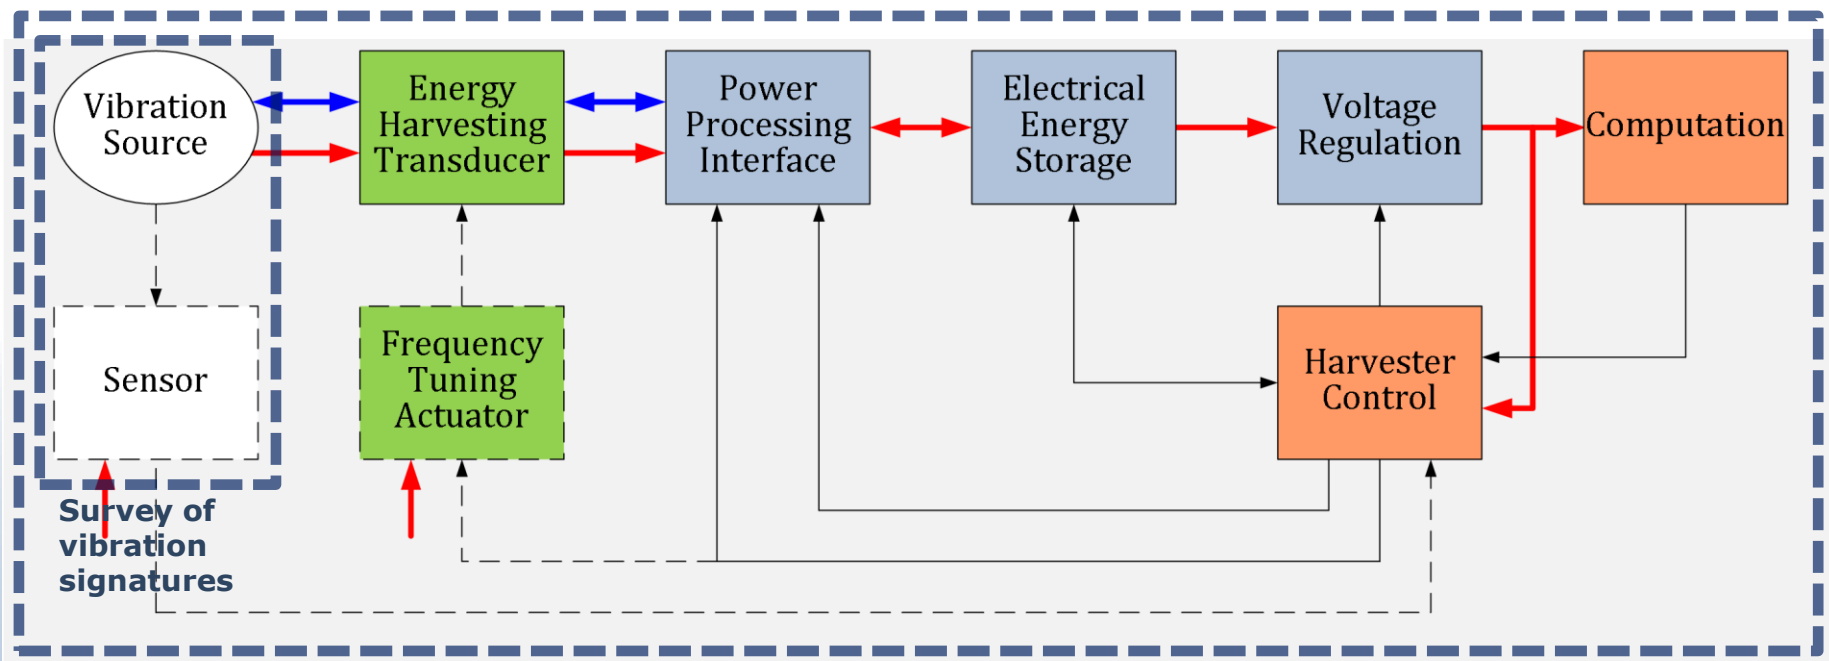 Vibration
Source
Energy
Harvesting
Transducer
Power
Processing
Interface
Electrical
Energy
Storage
Voltage
Regulation
Computation
Sensor
Frequency
Tuning
Actuator
Harvester
Control
Survey of
vibration
signatures